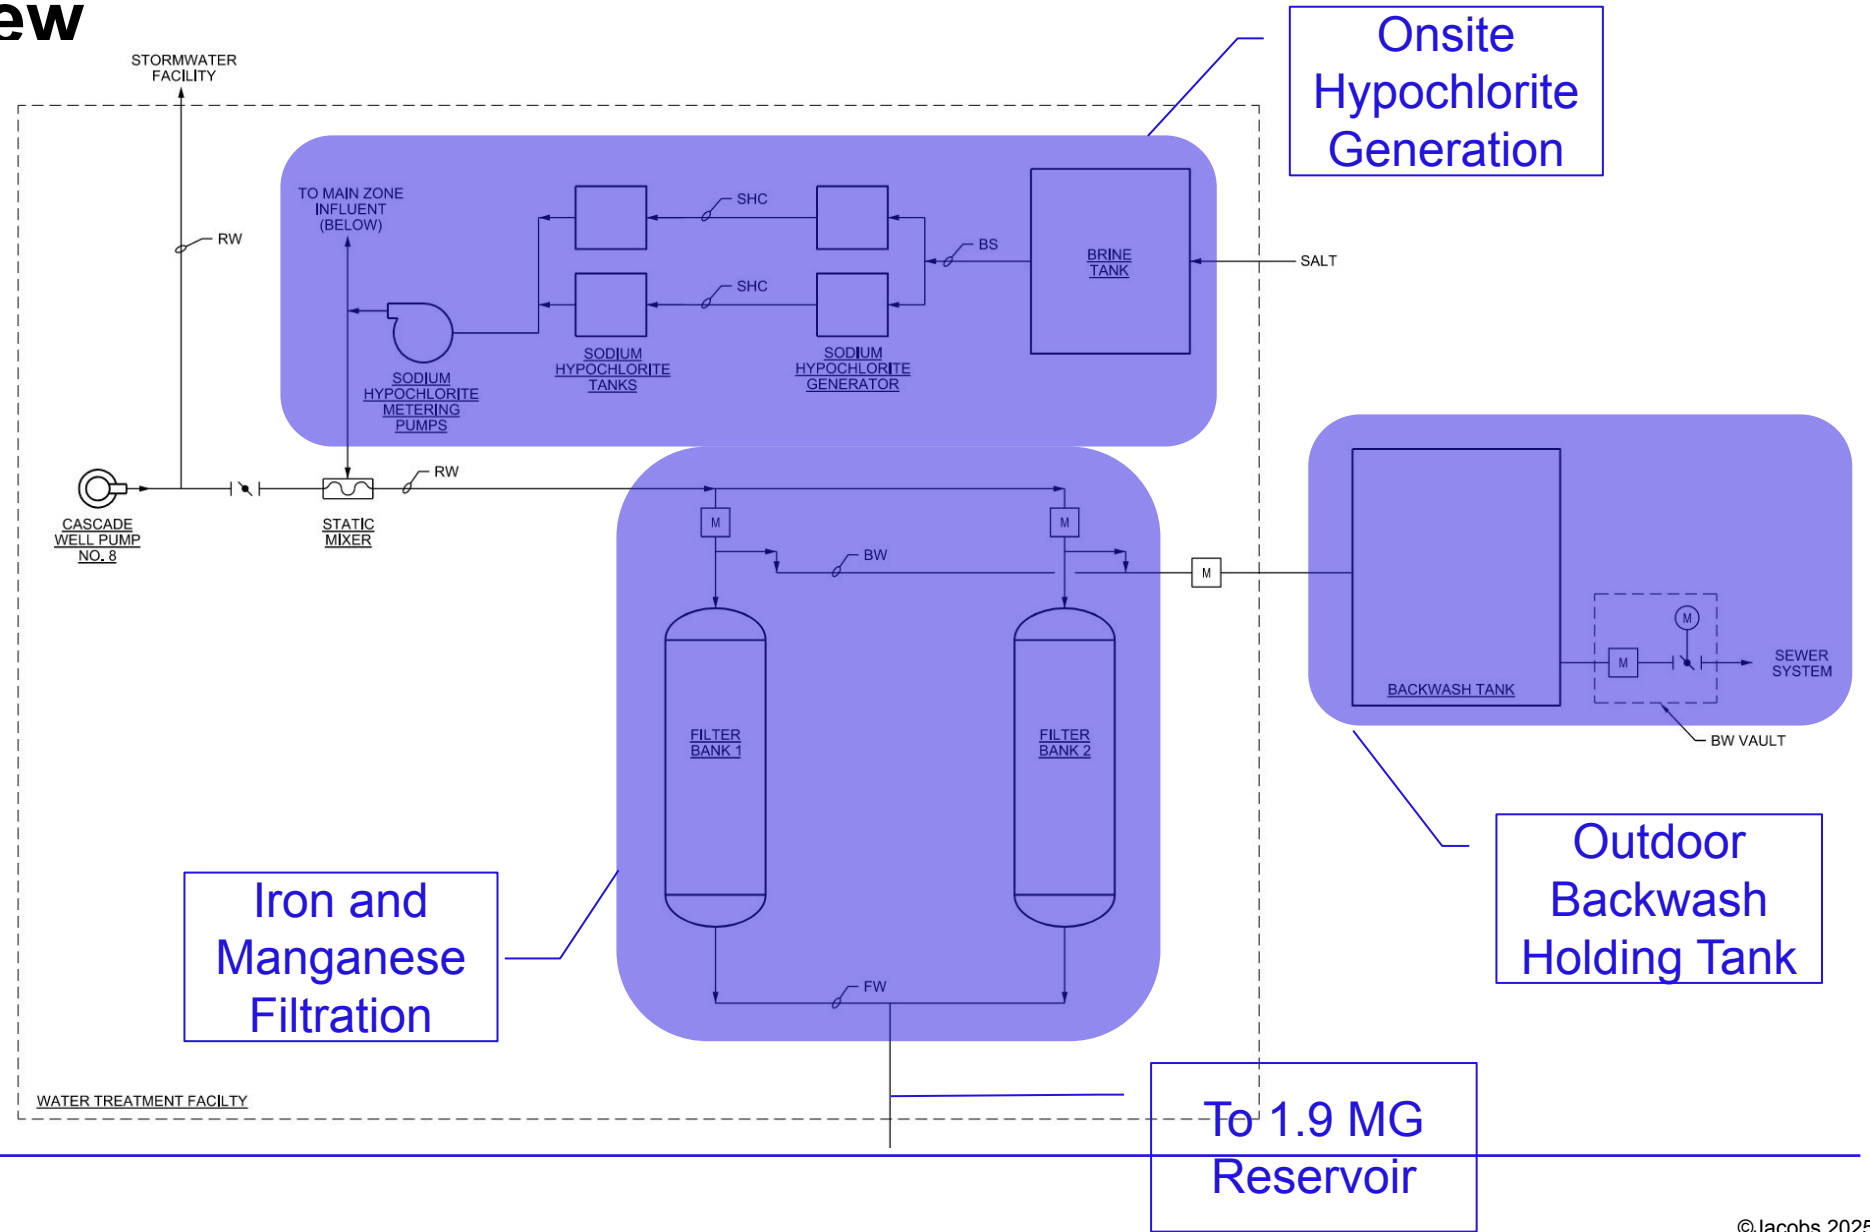 ew
STORMWATER
FACILITY
Onsite
Hypochlorite
Generation
TO MAIN ZONE
INFLUENT
(BELOW)
RW
SHC
BS
BRINE
TANK
SALT
SHC
SODIUM
HYPOCHLORITE
METERING
PUMPS
SODIUM
HYPOCHLORITE
TANKS
SODIUM
HYPOCHLORITE
GENERATOR
RW
CASCADE
WELL PUMP
NO. 8
STATIC
MIXER
M
M
BW
M
FILTER
BANK 1
FILTER
BANK 2
BACKWASH TANK
M
M
SEWER
SYSTEM
BW VAULT
Iron and
Manganese
Filtration
Outdoor
Backwash
Holding Tank
FW
WATER TREATMENT FACILTY
To 1.9 MG
Reservoir
©Jacobs 2025